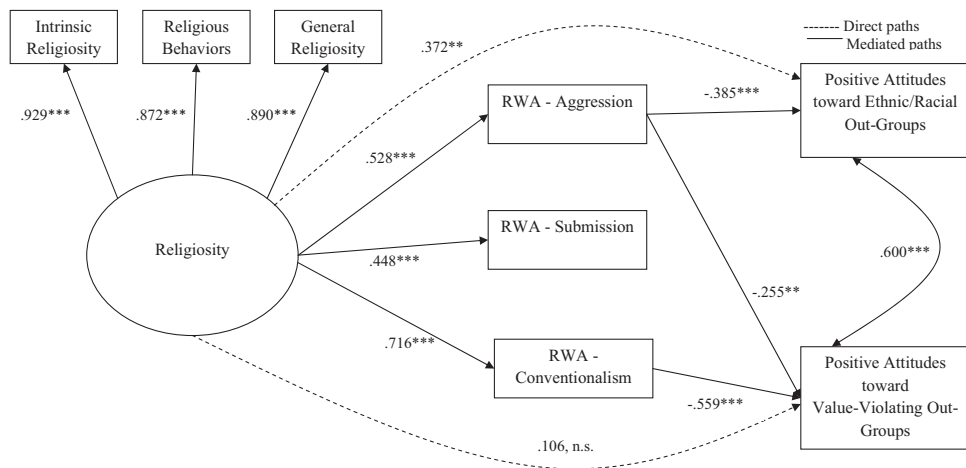 Intrinsic
Religiosity
Religious
Behaviors
General
Religiosity
Direct paths
Mediated paths
.372**
Positive Attitudes
toward Ethnic/Racial
Out-Groups
RWA - Aggression
-.385***
.929***
.872***
.890***
.528***
Religiosity
RWA - Submission
.448***
.600***
-.255**
.716***
RWA -
Conventionalism
Positive Attitudes
toward
Value-Violating Out-
Groups
-.559***
.106, n.s.